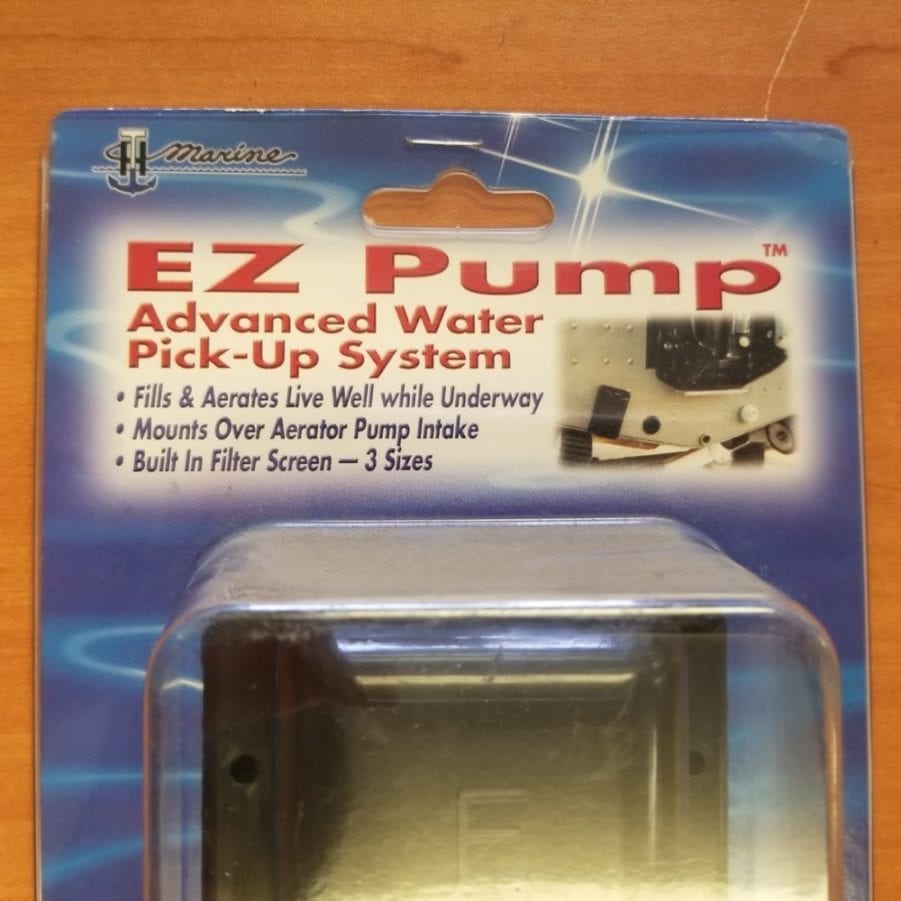 TH Marine
EZ Pump™
Advanced Water
Pick-Up System
• Fills & Aerates Live Well while Underway
• Mounts Over Aerator Pump Intake
• Built In Filter Screen — 3 Sizes
E